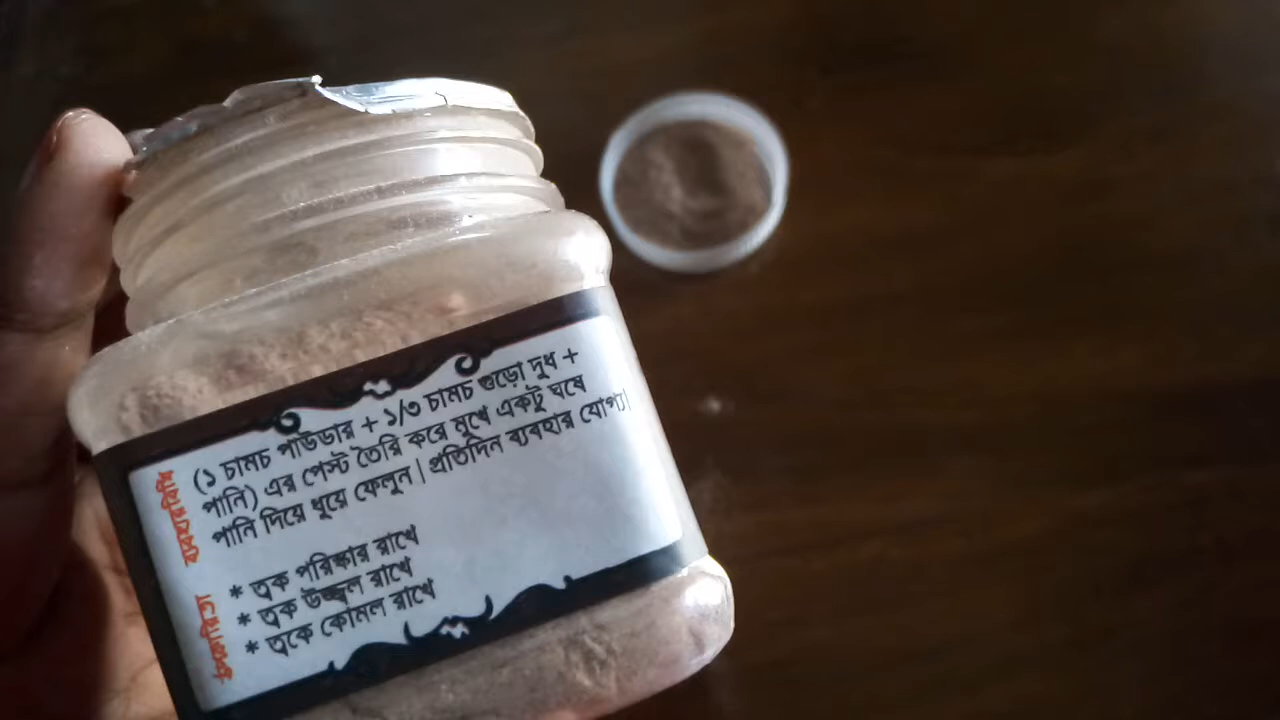 ব্যবহারবিধি
(১ চামচ পাউডার + ১/৩ চামচ গুড়ো দুধ +
পানি) এর পেস্ট তৈরি করে মুখে একটু ঘষে
পানি দিয়ে ধুয়ে ফেলুন | প্রতিদিন ব্যবহার যোগ্য|
উপকারিতা
* ত্বক পরিষ্কার রাখে
* ত্বক উজ্জ্বল রাখে
* ত্বকে কোমল রাখে